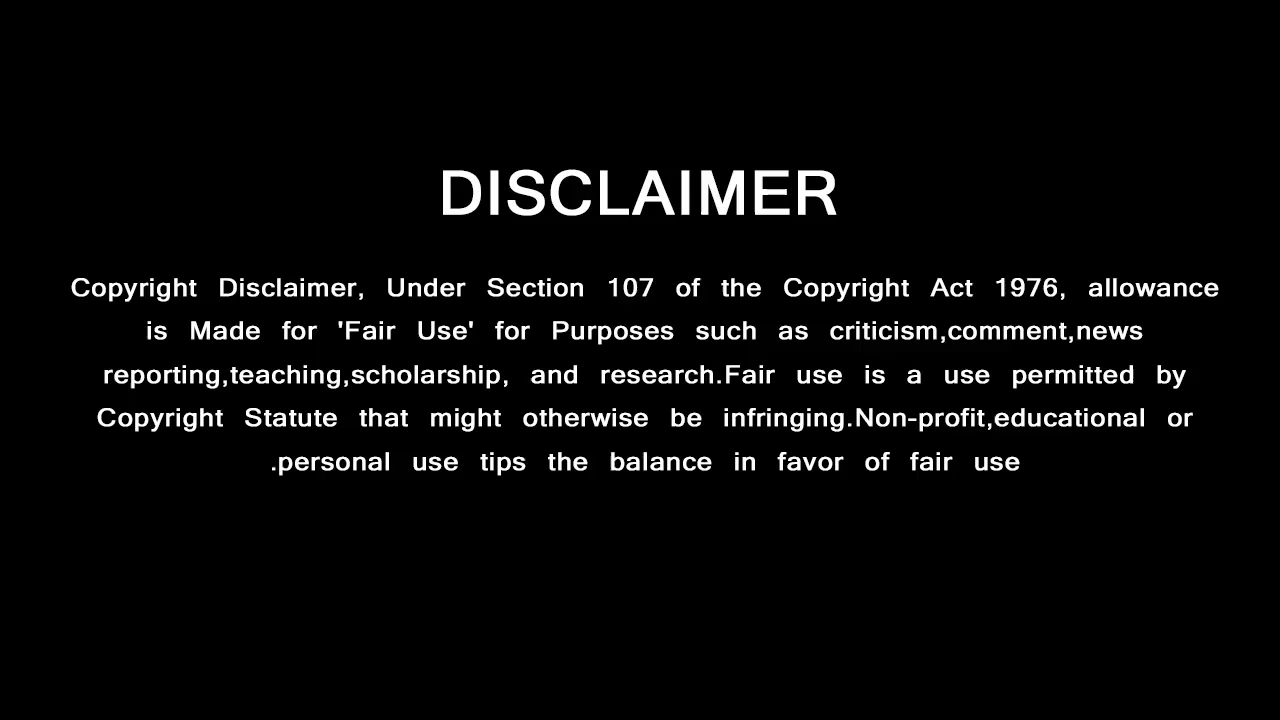 DISCLAIMER
Copyright Disclaimer, Under Section 107 of the Copyright Act 1976, allowance
is Made for 'Fair Use' for Purposes such as criticism,comment,news
reporting,teaching,scholarship, and research.Fair use is a use permitted by
Copyright Statute that might otherwise be infringing.Non-profit,educational or
.personal use tips the balance in favor of fair use